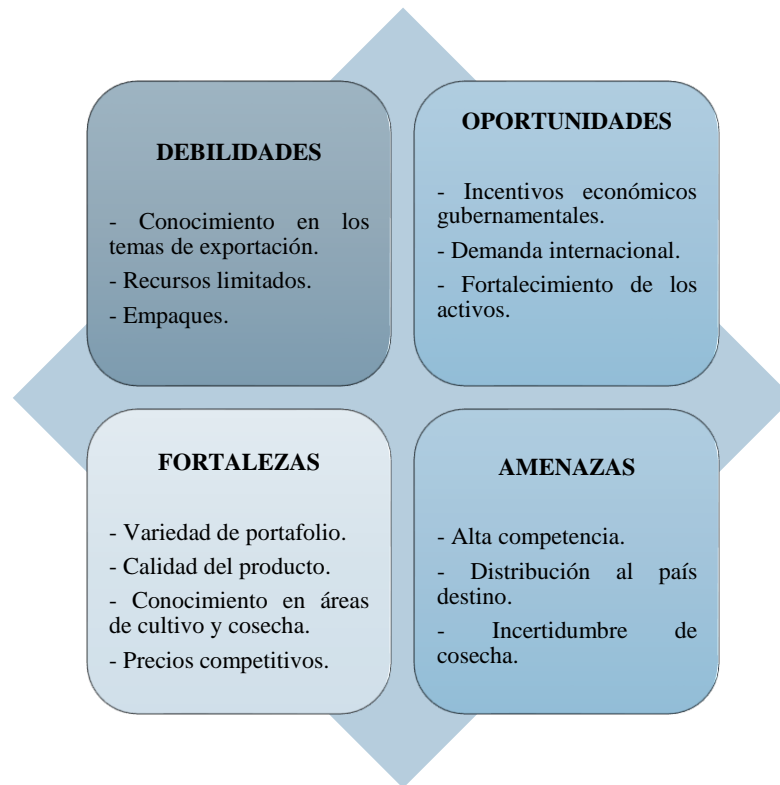 DEBILIDADES
- Conocimiento en los
temas de exportación.
- Recursos limitados.
- Empaques.
OPORTUNIDADES
- Incentivos económicos
gubernamentales.
- Demanda internacional.
- Fortalecimiento de los
activos.
FORTALEZAS
- Variedad de portafolio.
- Calidad del producto.
- Conocimiento en áreas
de cultivo y cosecha.
- Precios competitivos.
AMENAZAS
- Alta competencia.
- Distribución al país
destino.
- Incertidumbre de
cosecha.